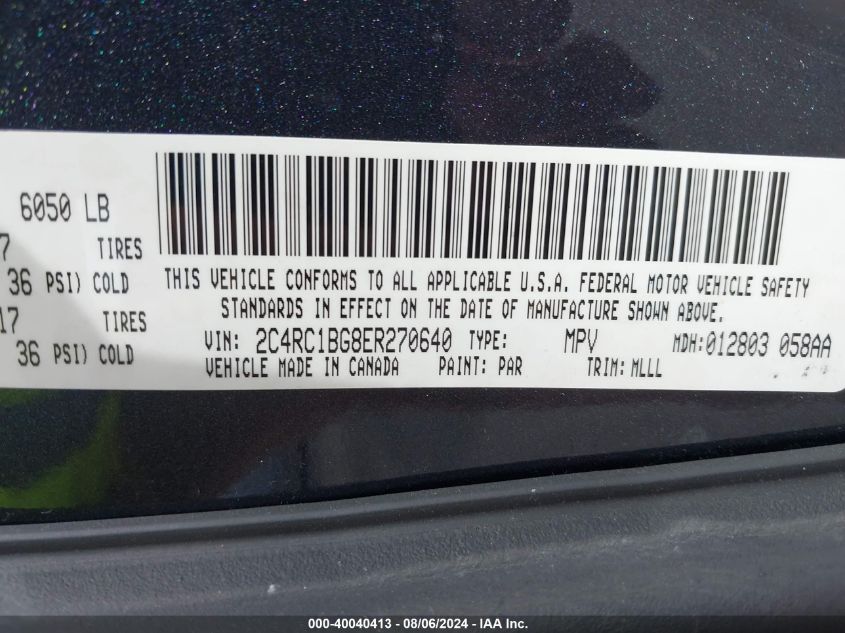 6050 LB
7 TIRES
36 PSI) COLD
17 TIRES
36 PSI) COLD
THIS VEHICLE CONFORMS TO ALL APPLICABLE U.S.A. FEDERAL MOTOR VEHICLE SAFETY
STANDARDS IN EFFECT ON THE DATE OF MANUFACTURE SHOWN ABOVE.
VIN: 2C4RC1BG8ER270640 TYPE: MPV MDH:012803 058AA
VEHICLE MADE IN CANADA PAINT: PAR TRIM: MLLL
000-40040413 - 08/06/2024 - IAA Inc.